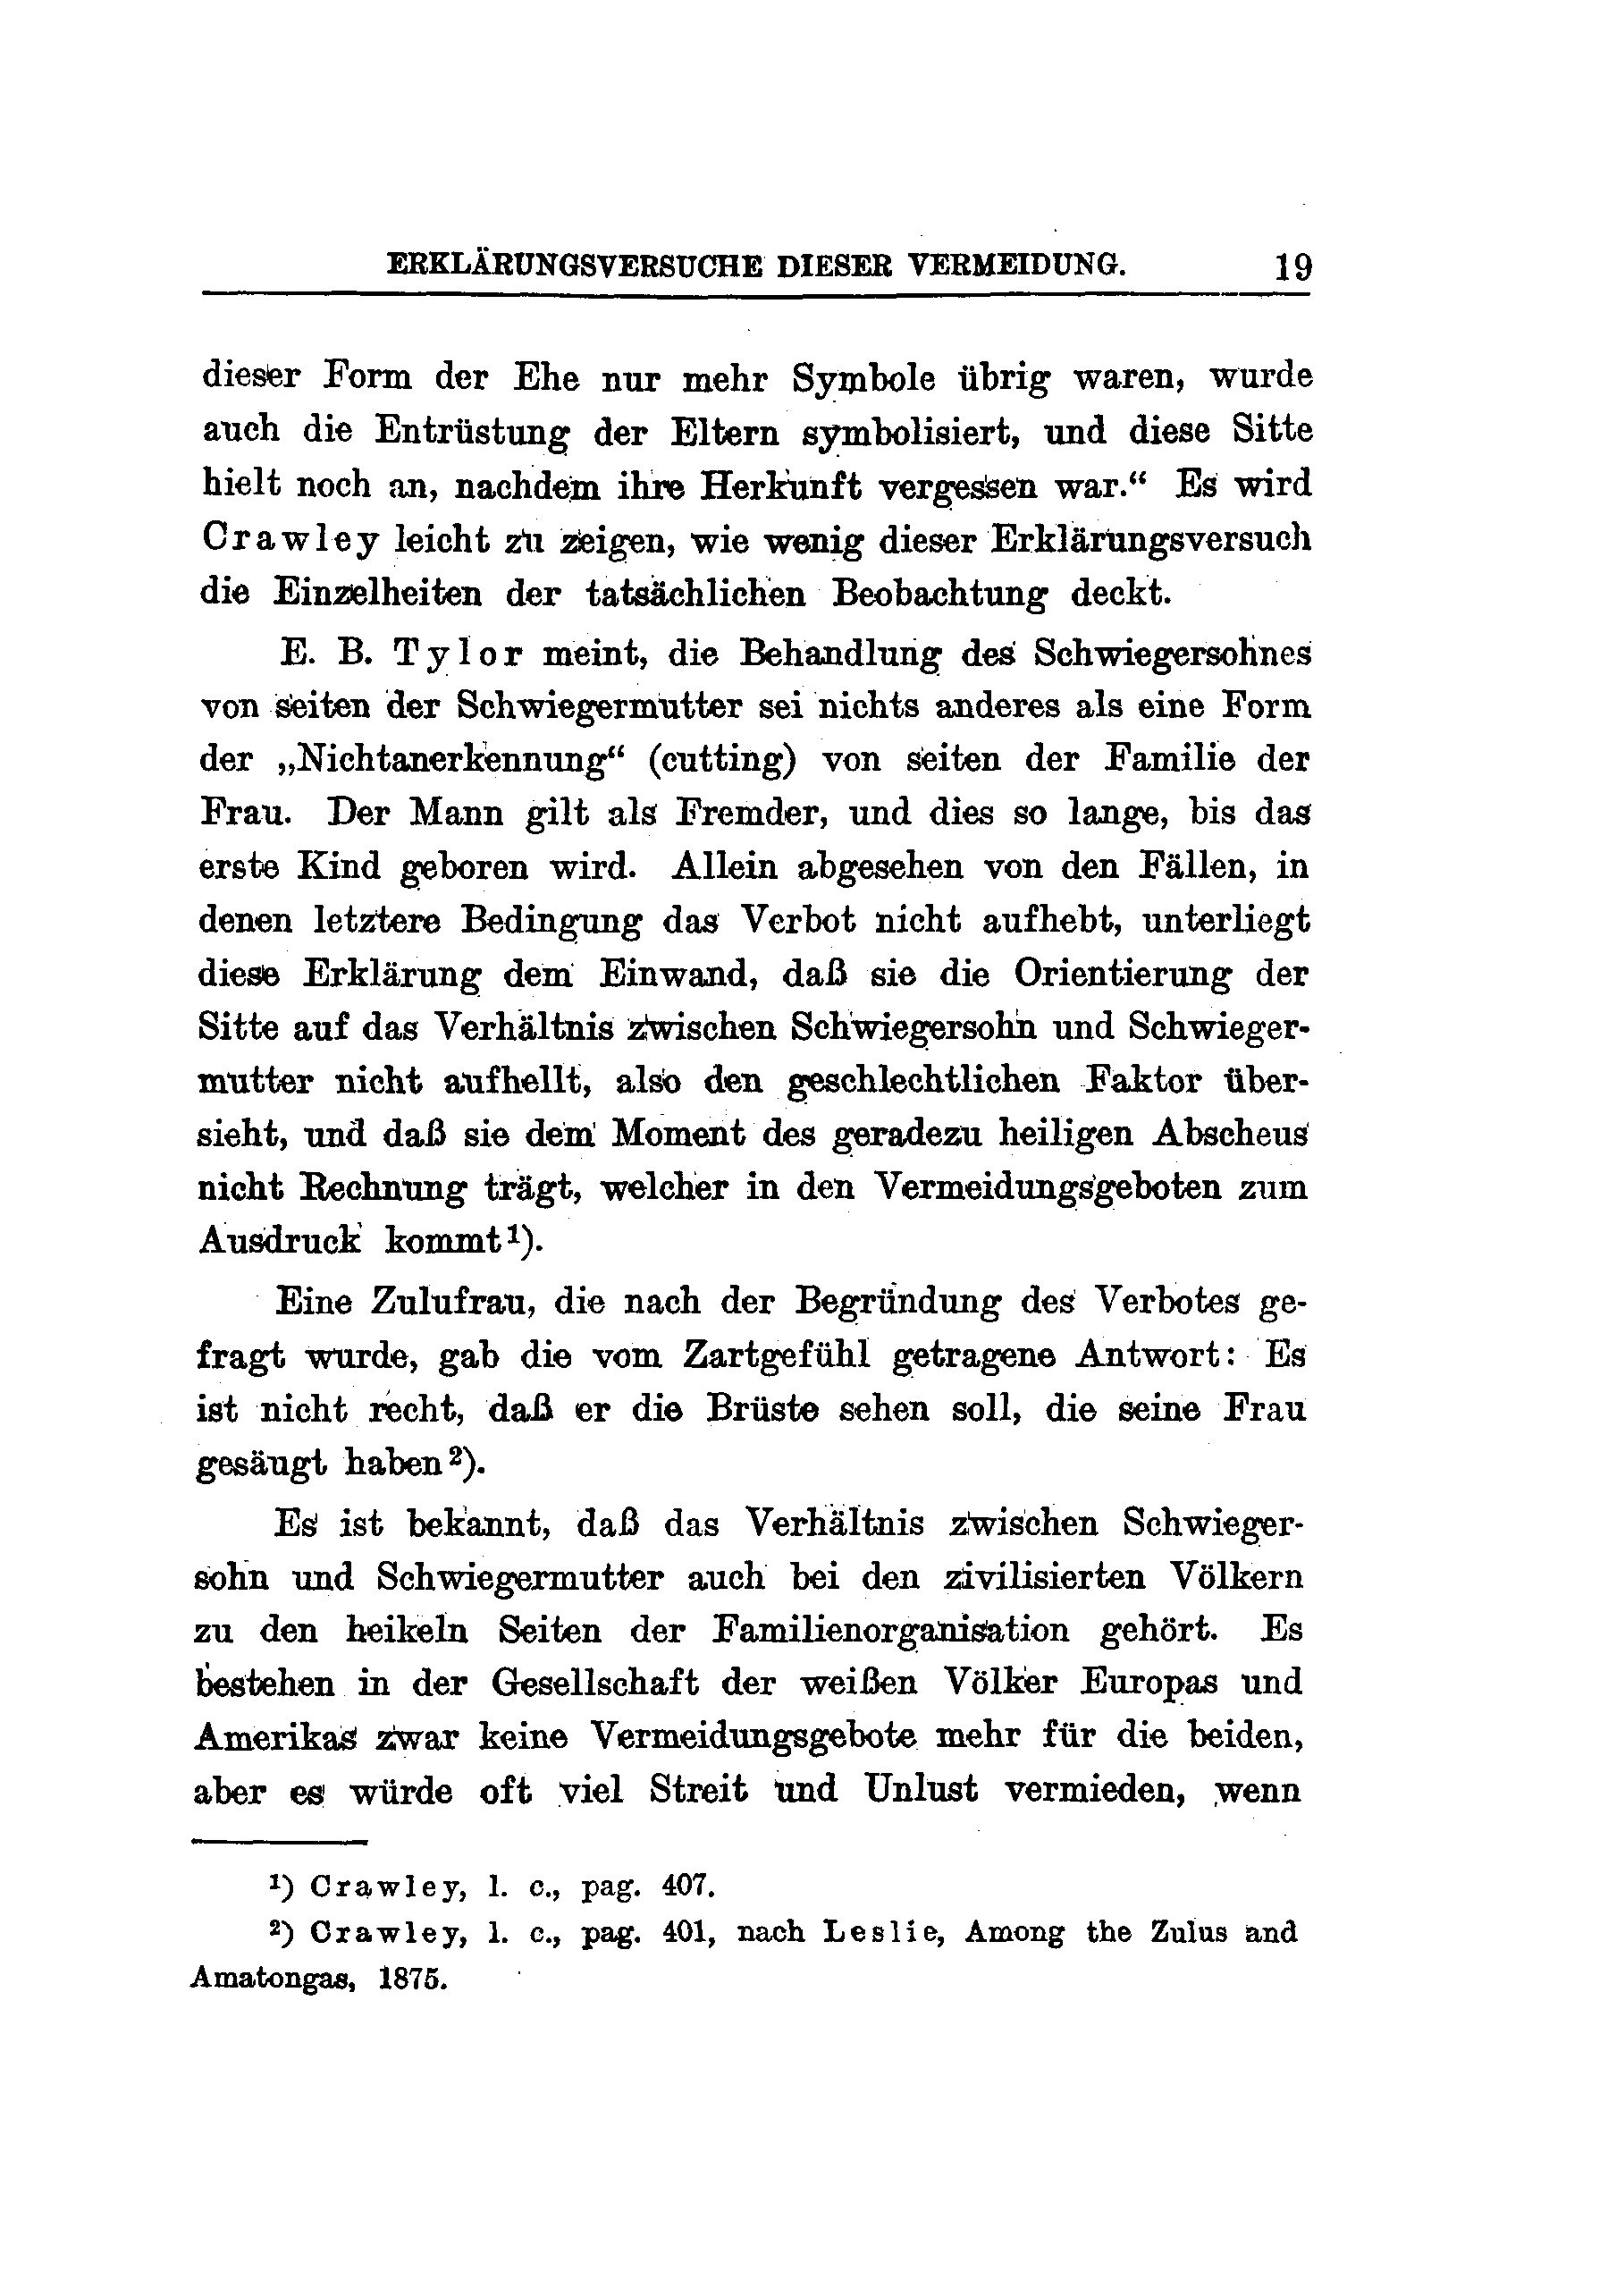 ERKLÄRUNGSVERSUCHE DIESER VERMEIDUNG. 19
dieser Form der Ehe nur mehr Symbole übrig waren, wurde
auch die Entrüstung der Eltern symbolisiert, und diese Sitte
hielt noch an, nachdem ihre Herkunft vergessen war.“ Es wird
Crawley leicht zu zeigen, wie wenig dieser Erklärungsversuch
die Einzelheiten der tatsächlichen Beobachtung deckt.
E. B. Tylor meint, die Behandlung des Schwiegersohnes
von seiten der Schwiegermutter sei nichts anderes als eine Form
der „Nichtanerkennung“ (cutting) von seiten der Familie der
Frau. Der Mann gilt als Fremder, und dies so lange, bis das
erste Kind geboren wird. Allein abgesehen von den Fällen, in
denen letztere Bedingung das Verbot nicht aufhebt, unterliegt
diese Erklärung dem Einwand, daß sie die Orientierung der
Sitte auf das Verhältnis zwischen Schwiegersohn und Schwieger-
mutter nicht aufhellt, also den geschlechtlichen Faktor über-
sieht, und daß sie dem Moment des geradezu heiligen Abscheus
nicht Rechnung trägt, welcher in den Vermeidungsgeboten zum
Ausdruck kommt¹).
Eine Zulufrau, die nach der Begründung des Verbotes ge-
fragt wurde, gab die vom Zartgefühl getragene Antwort: Es
ist nicht recht, daß er die Brüste sehen soll, die seine Frau
gesäugt haben²).
Es ist bekannt, daß das Verhältnis zwischen Schwieger-
sohn und Schwiegermutter auch bei den zivilisierten Völkern
zu den heikeln Seiten der Familienorganisation gehört. Es
bestehen in der Gesellschaft der weißen Völker Europas und
Amerikas zwar keine Vermeidungsgebote mehr für die beiden,
aber es würde oft viel Streit und Unlust vermieden, wenn
¹) Crawley, l. c., pag. 407.
²) Crawley, l. c., pag. 401, nach Leslie, Among the Zulus and
Amatongas, 1875.